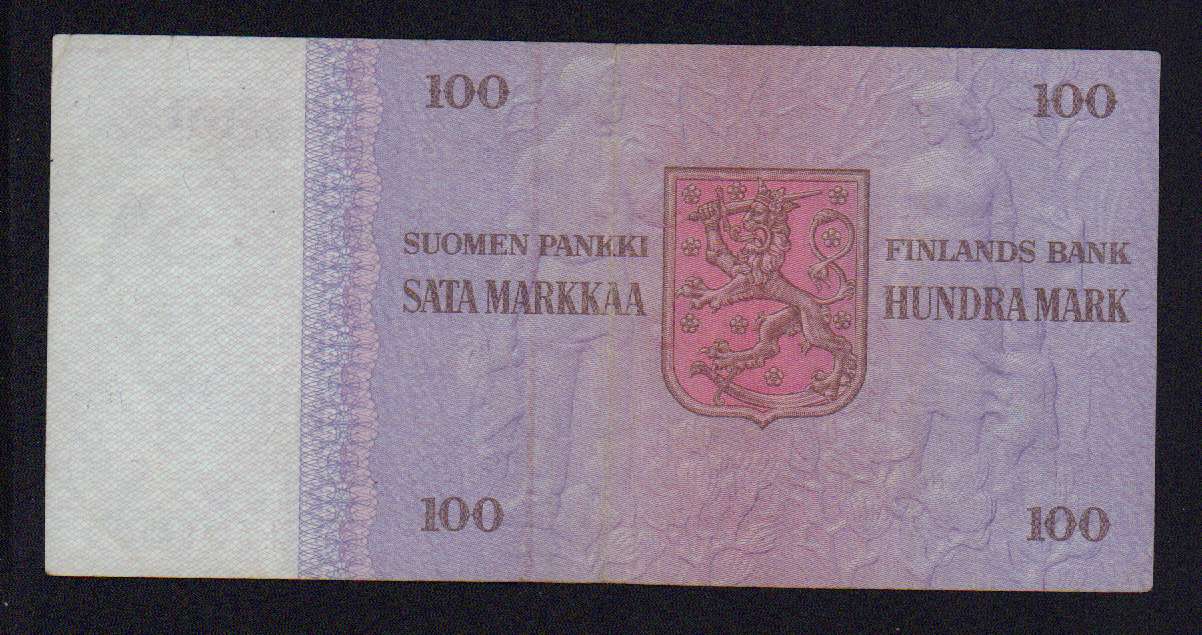 100 100
SUOMEN PANKKI FINLANDS BANK
SATA MARKKAA HUNDRA MARK
100 100